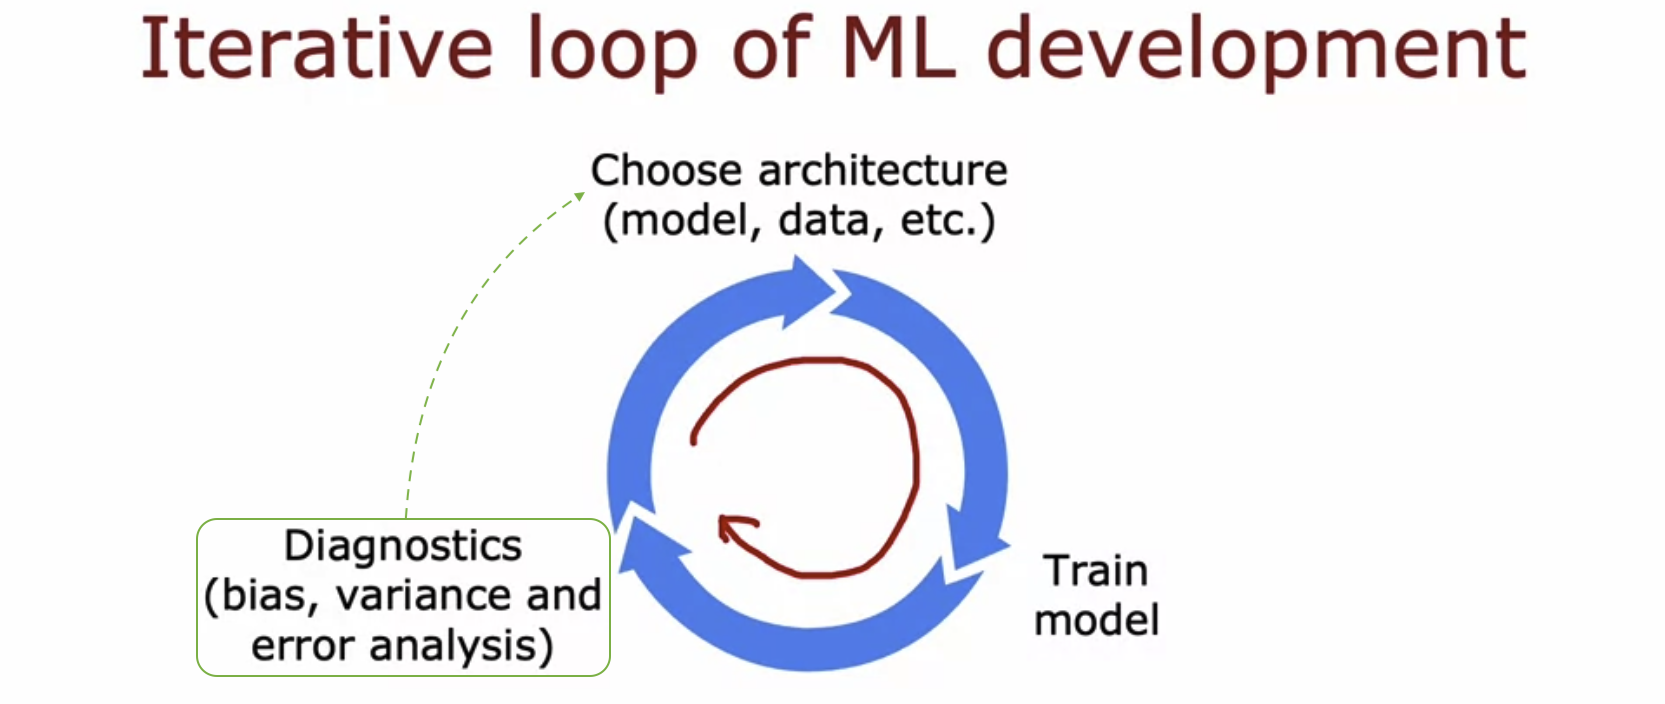 Iterative loop of ML development
Choose architecture
(model, data, etc.)
Train
model
Diagnostics
(bias, variance and
error analysis)